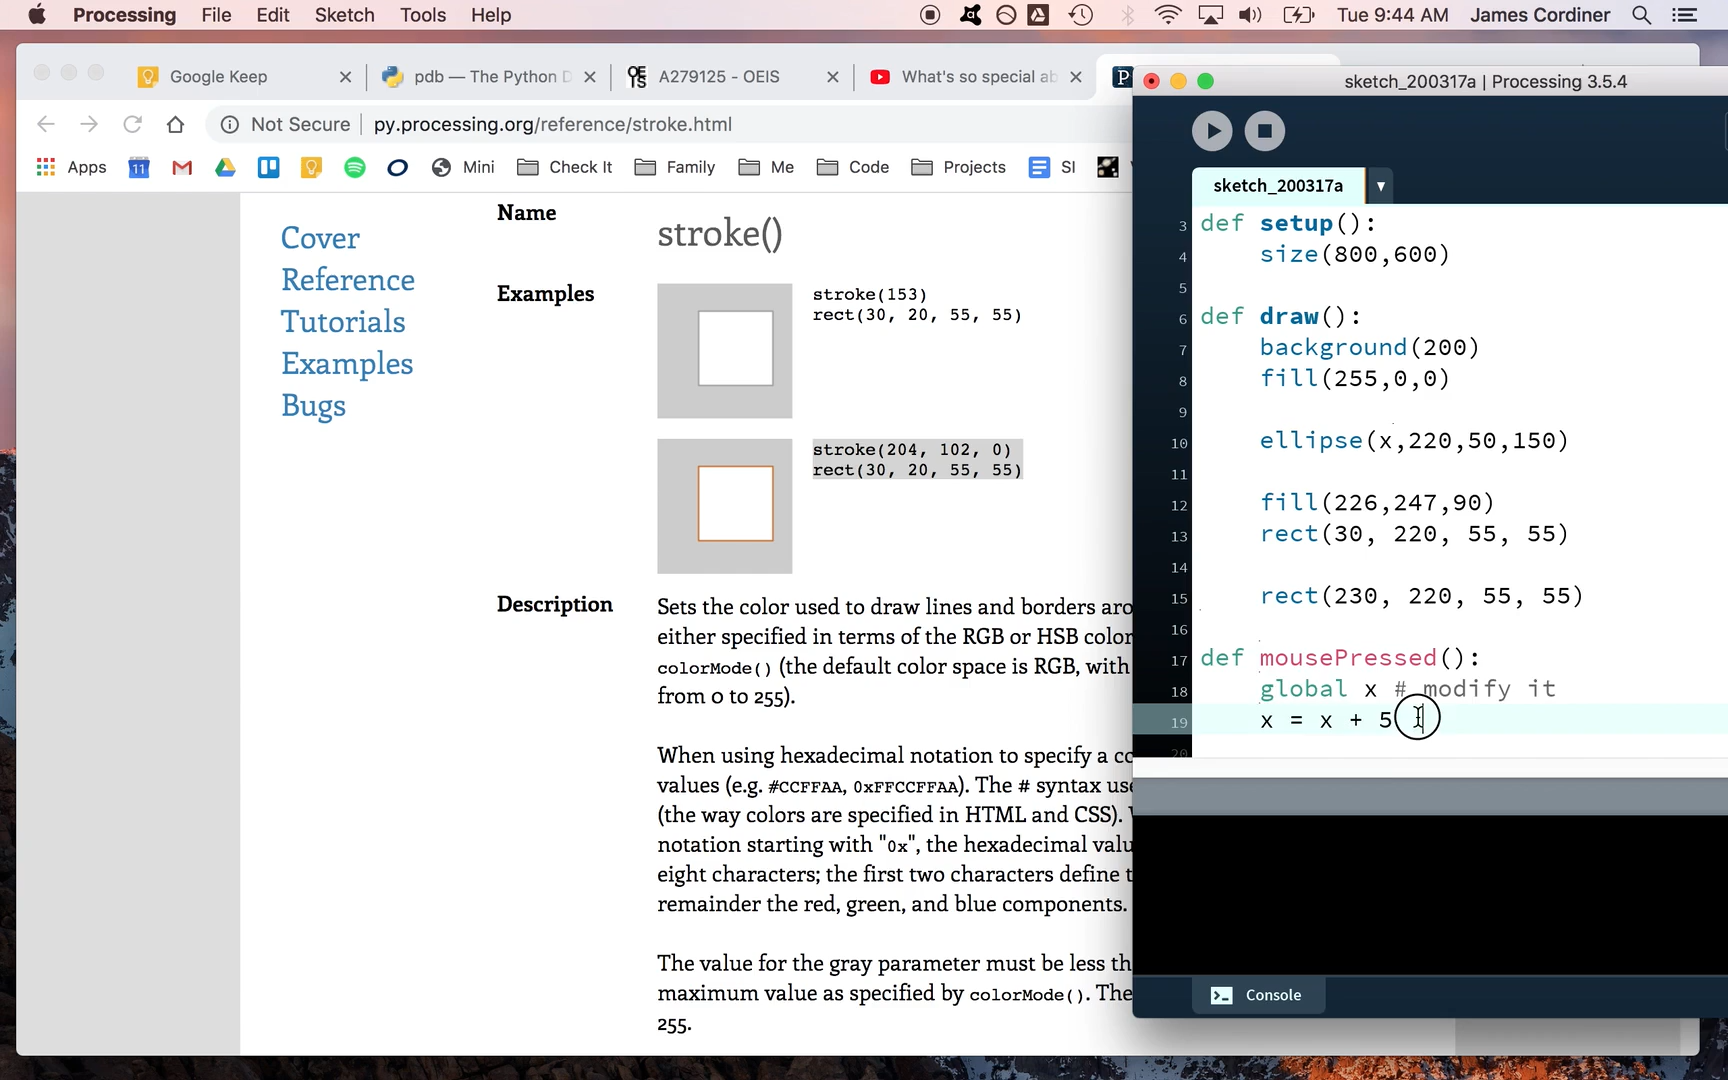 Processing File Edit Sketch Tools Help
Tue 9:44 AM James Cordiner
Google Keep
pdb — The Python D
A279125 - OEIS
What's so special ab
Not Secure
py.processing.org/reference/stroke.html
Apps
11
Mini
Check It
Family
Me
Code
Projects
SI
Cover
Reference
Tutorials
Examples
Bugs
Name
stroke()
Examples
stroke(153)
rect(30, 20, 55, 55)
stroke(204, 102, 0)
rect(30, 20, 55, 55)
Description
Sets the color used to draw lines and borders aro
either specified in terms of the RGB or HSB color
colorMode() (the default color space is RGB, with
from 0 to 255).
When using hexadecimal notation to specify a co
values (e.g. #CCFFAA, 0xFFCCFFAA). The # syntax use
(the way colors are specified in HTML and CSS).
notation starting with "0x", the hexadecimal valu
eight characters; the first two characters define t
remainder the red, green, and blue components.
The value for the gray parameter must be less th
maximum value as specified by colorMode(). The
255.
sketch_200317a | Processing 3.5.4
sketch_200317a
3 def setup():
4 size(800,600)
5
6 def draw():
7 background(200)
8 fill(255,0,0)
9
10 ellipse(x,220,50,150)
11
12 fill(226,247,90)
13 rect(30, 220, 55, 55)
14
15 rect(230, 220, 55, 55)
16
17 def mousePressed():
18 global x # modify it
19 x = x + 5
20
Console